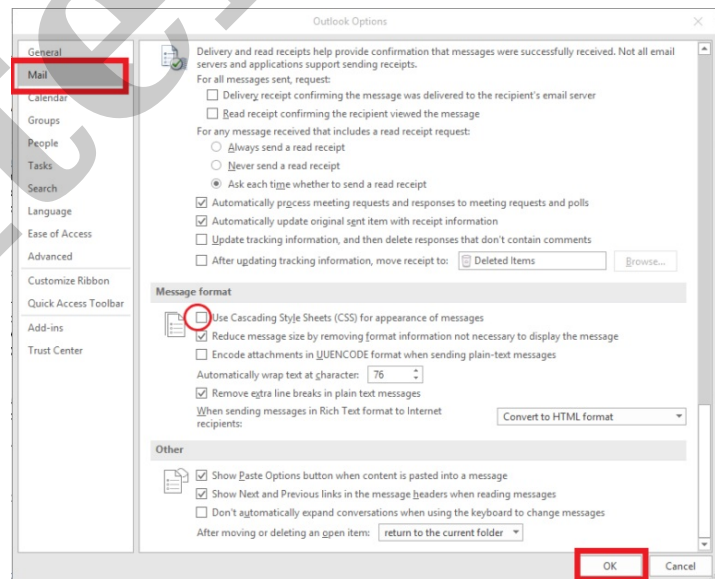 Outlook Options
General
Mail
Calendar
Groups
People
Tasks
Search
Language
Ease of Access
Advanced
Customize Ribbon
Quick Access Toolbar
Add-ins
Trust Center
Delivery and read receipts help provide confirmation that messages were successfully received. Not all email
servers and applications support sending receipts.
For all messages sent, request:
Delivery receipt confirming the message was delivered to the recipient's email server
Read receipt confirming the recipient viewed the message
For any message received that includes a read receipt request:
Always send a read receipt
Never send a read receipt
Ask each time whether to send a read receipt
Automatically process meeting requests and responses to meeting requests and polls
Automatically update original sent item with receipt information
Update tracking information, and then delete responses that don't contain comments
After updating tracking information, move receipt to: Deleted Items Browse...
Message format
Use Cascading Style Sheets (CSS) for appearance of messages
Reduce message size by removing format information not necessary to display the message
Encode attachments in UUENCODE format when sending plain-text messages
Automatically wrap text at character: 76
Remove extra line breaks in plain text messages
When sending messages in Rich Text format to Internet
recipients: Convert to HTML format
Other
Show Paste Options button when content is pasted into a message
Show Next and Previous links in the message headers when reading messages
Don't automatically expand conversations when using the keyboard to change messages
After moving or deleting an open item: return to the current folder
OK Cancel